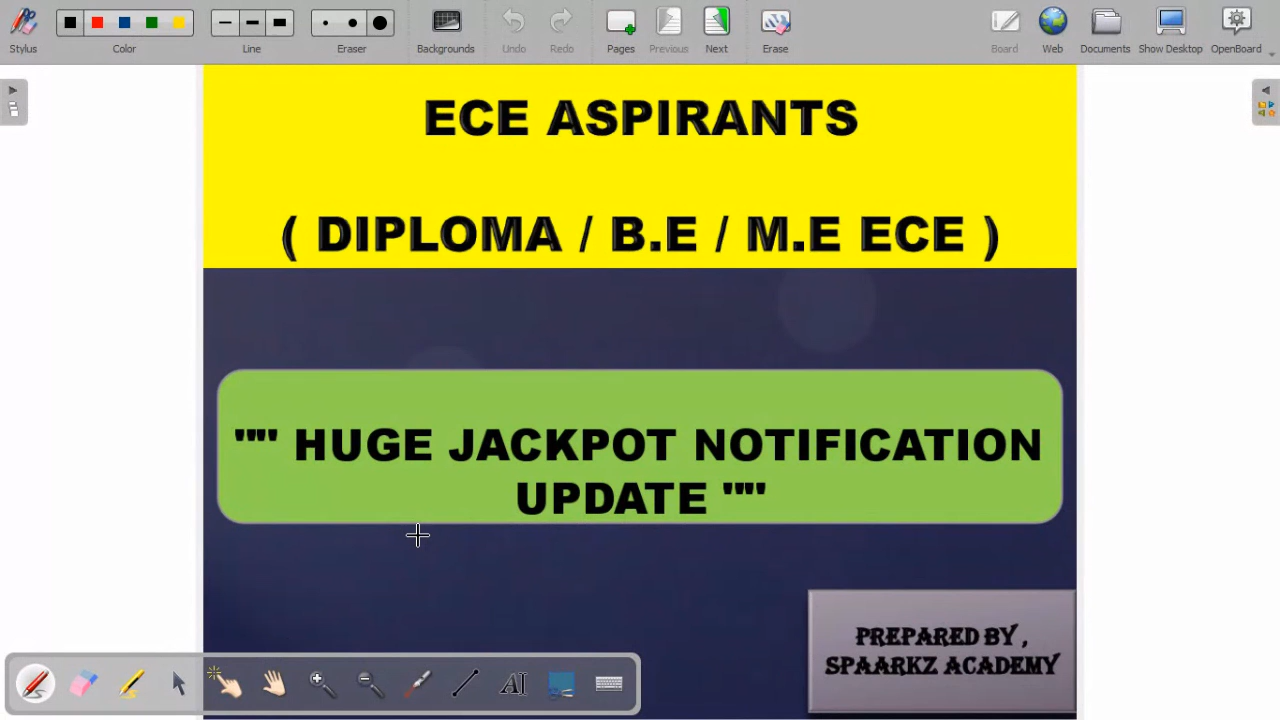 Stylus
Color
Line
Eraser
Backgrounds
Undo
Redo
Pages
Previous
Next
Erase
Board
Web
Documents
Show Desktop
OpenBoard
ECE ASPIRANTS
( DIPLOMA / B.E / M.E ECE )
"''" HUGE JACKPOT NOTIFICATION
UPDATE "''"
PREPARED BY ,
SPAARKZ ACADEMY
AI